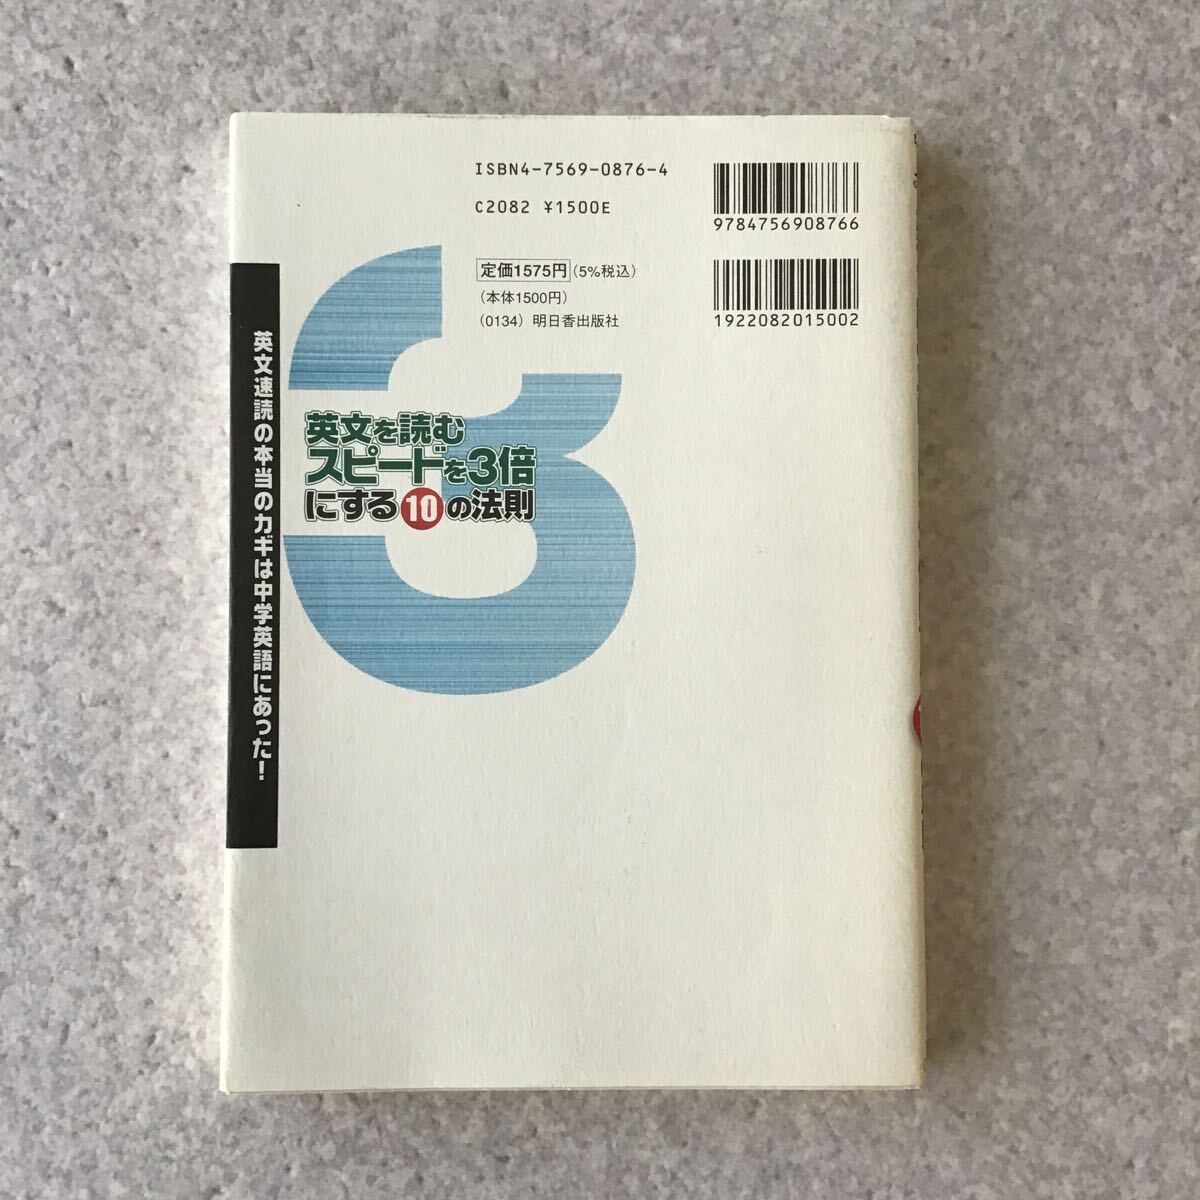 ISBN4-7569-0876-4
C2082 ¥1500E
9784756908766
定価1575円(5%税込)
(本体1500円)
(0134) 明日香出版社
1922082015002
英文を読む
スピードを3倍
にする10の法則
英文速読の本当のカギは中学英語にあった!